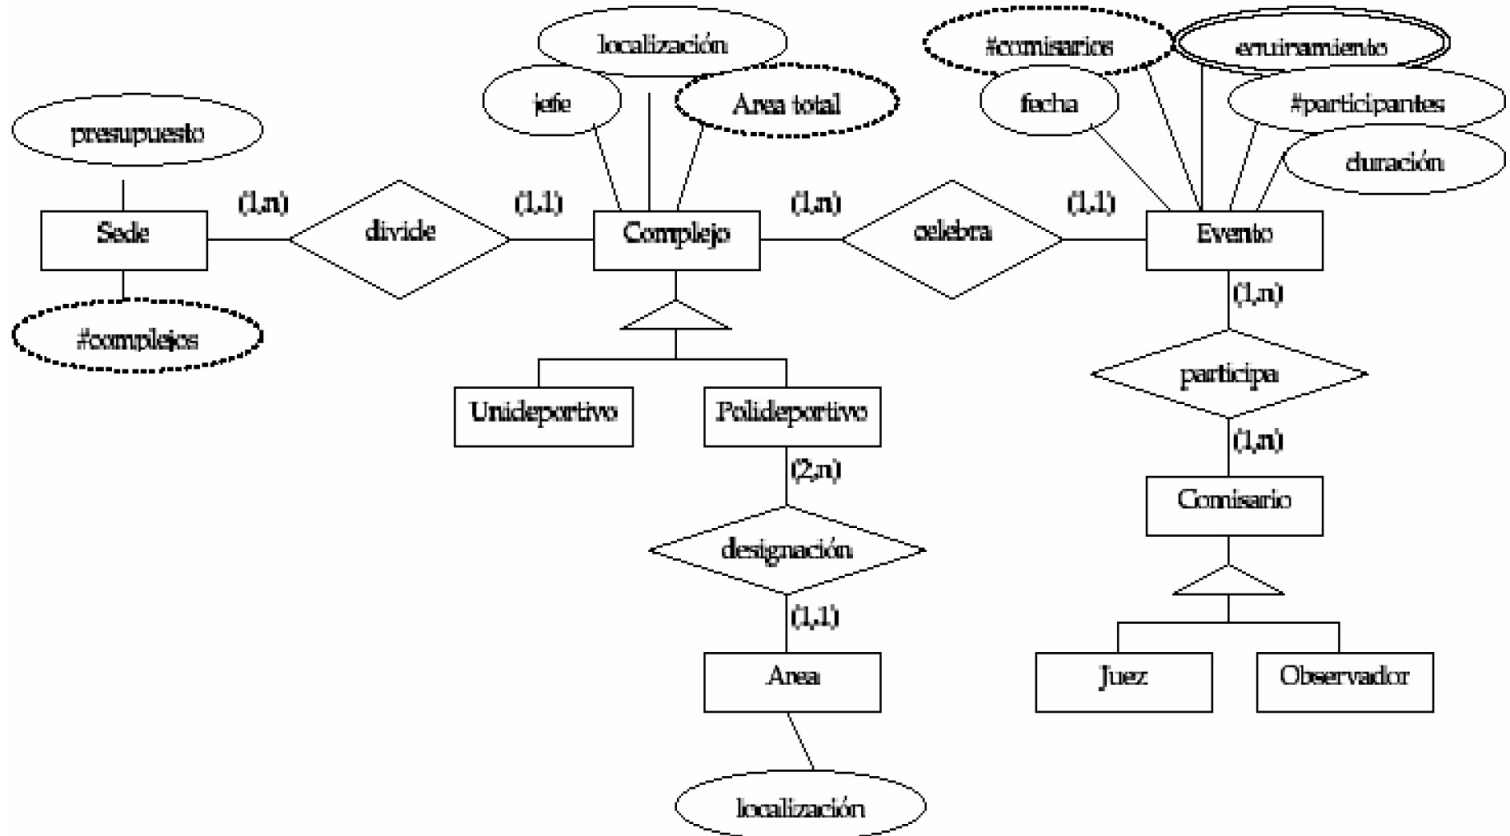 localización
#comisarios
equipamiento
jefe
Area total
fecha
#participantes
presupuesto
duración
(1,n)
(1,1)
(1,n)
(1,1)
Sede
divide
Complejo
celebra
Evento
(1,n)
#complejos
participa
Unideportivo
Polideportivo
(1,n)
(2,n)
Comisario
designación
(1,1)
Area
Juez
Observador
localización